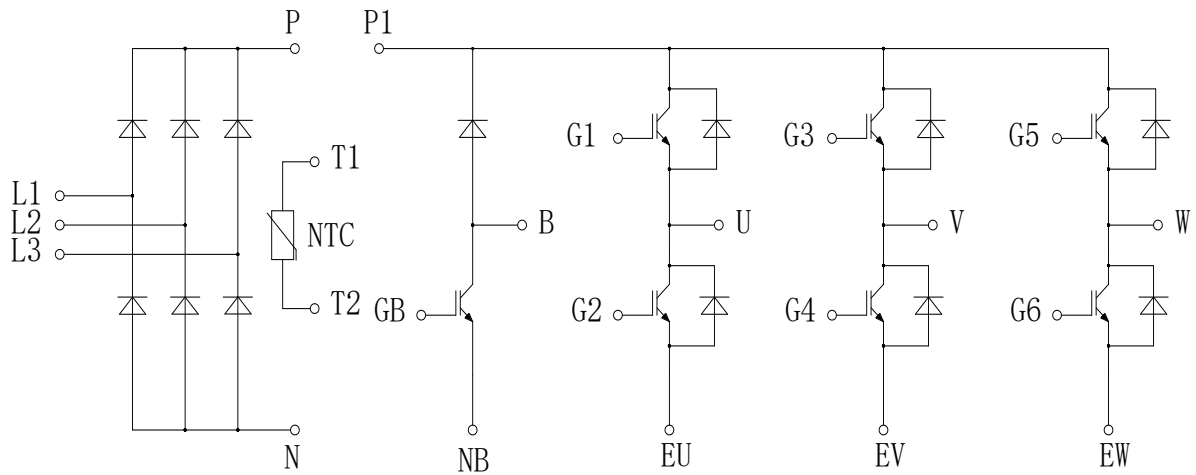 P P1
T1
G1 G3 G5
L1
L2
L3
NTC
B U V W
T2
GB G2 G4 G6
N NB EU EV EW